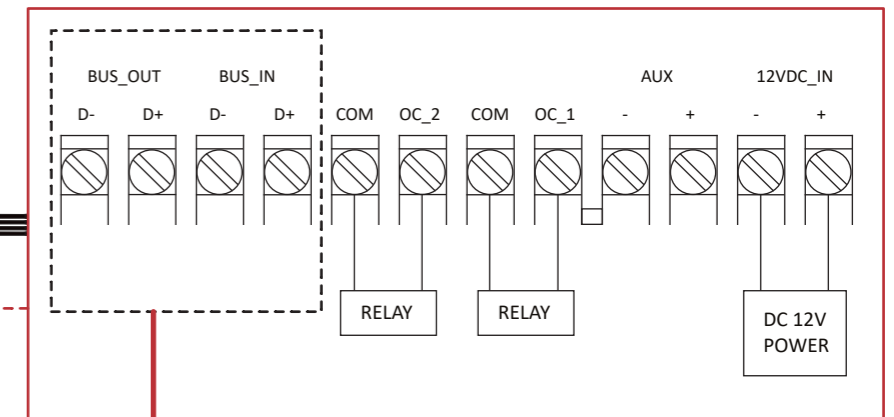 BUS_OUT BUS_IN AUX 12VDC_IN
D- D+ D- D+ COM OC_2 COM OC_1 - + - +
RELAY RELAY DC 12V
POWER